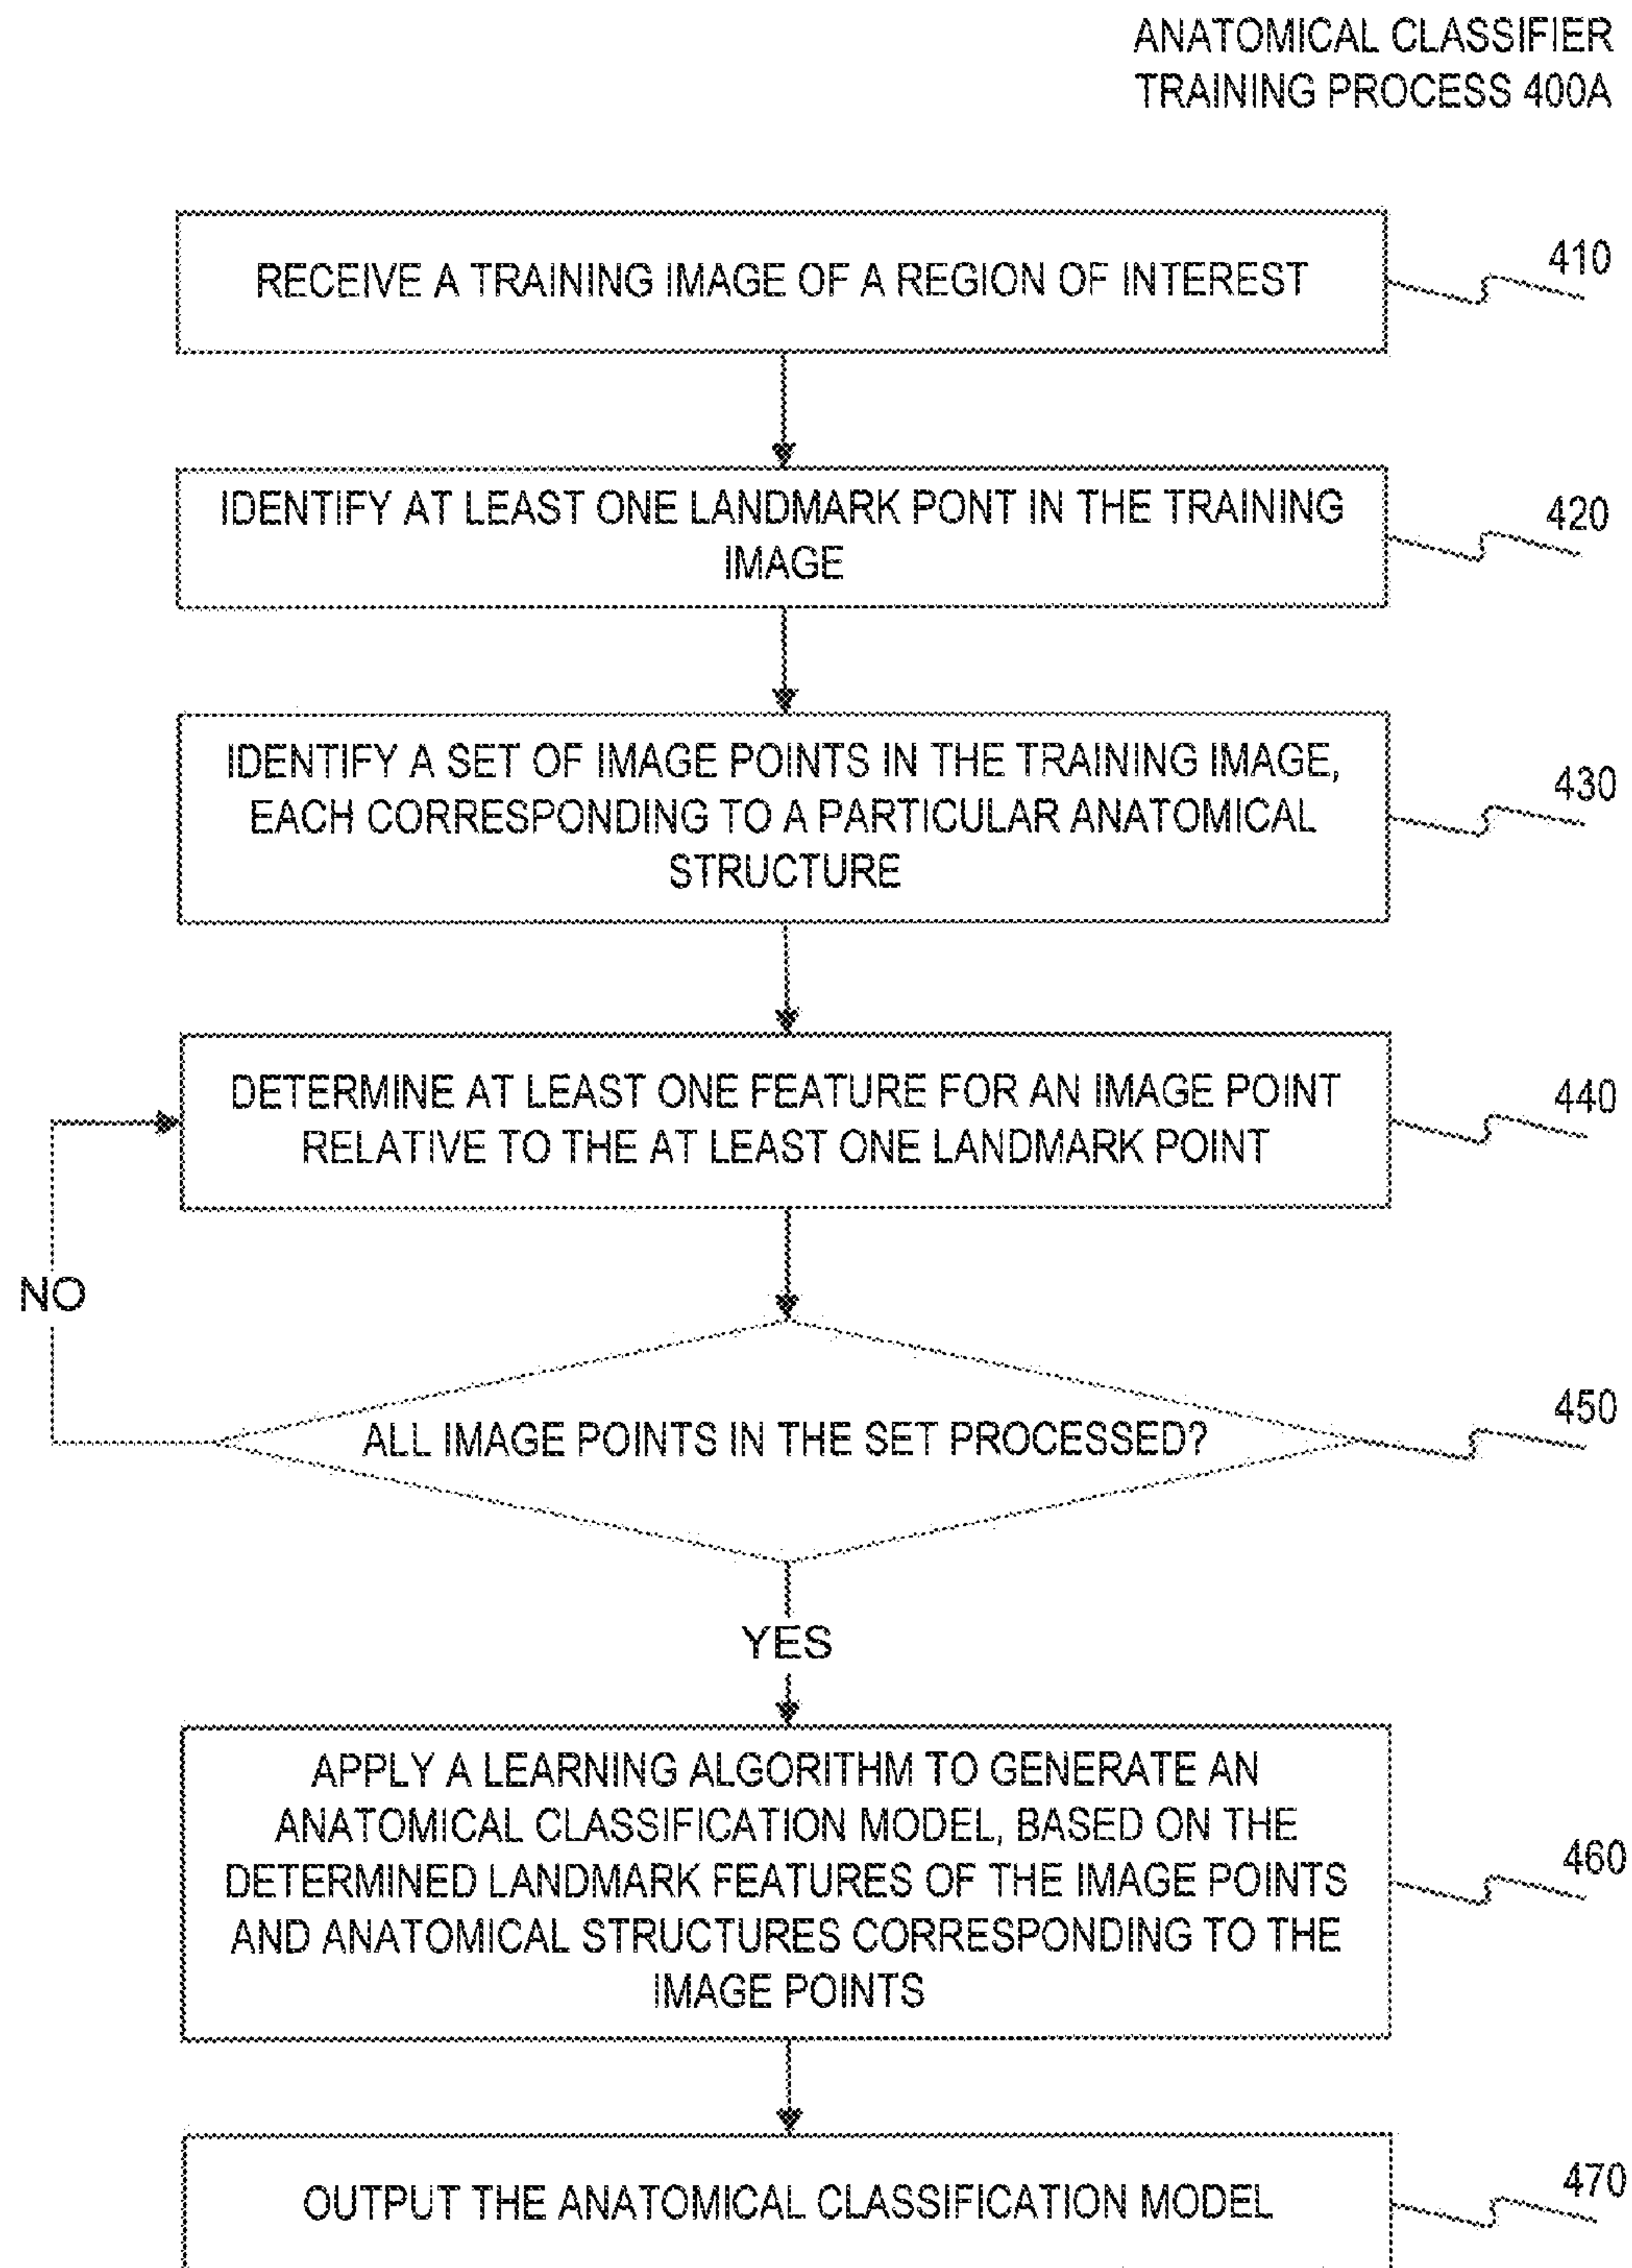 ANATOMICAL CLASSIFIER
TRAINING PROCESS 400A
RECEIVE A TRAINING IMAGE OF A REGION OF INTEREST
410
IDENTIFY AT LEAST ONE LANDMARK PONT IN THE TRAINING
IMAGE
420
IDENTIFY A SET OF IMAGE POINTS IN THE TRAINING IMAGE,
EACH CORRESPONDING TO A PARTICULAR ANATOMICAL
STRUCTURE
430
DETERMINE AT LEAST ONE FEATURE FOR AN IMAGE POINT
RELATIVE TO THE AT LEAST ONE LANDMARK POINT
440
NO
ALL IMAGE POINTS IN THE SET PROCESSED?
450
YES
APPLY A LEARNING ALGORITHM TO GENERATE AN
ANATOMICAL CLASSIFICATION MODEL, BASED ON THE
DETERMINED LANDMARK FEATURES OF THE IMAGE POINTS
AND ANATOMICAL STRUCTURES CORRESPONDING TO THE
IMAGE POINTS
460
OUTPUT THE ANATOMICAL CLASSIFICATION MODEL
470